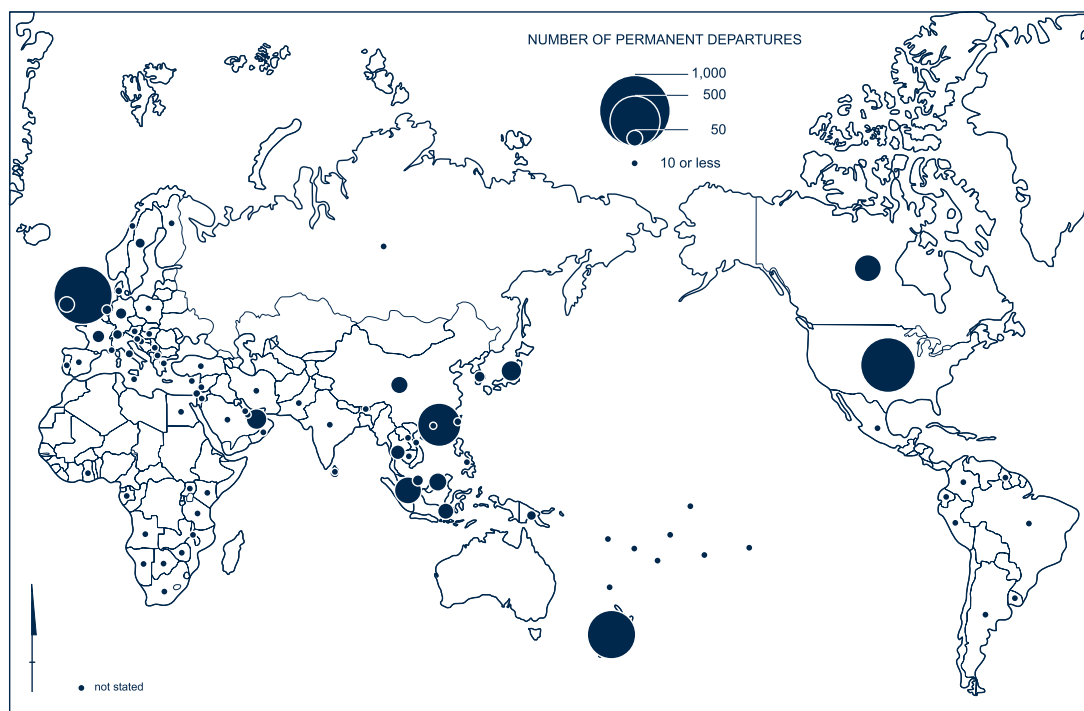 NUMBER OF PERMANENT DEPARTURES
1,000
500
50
10 or less
not stated